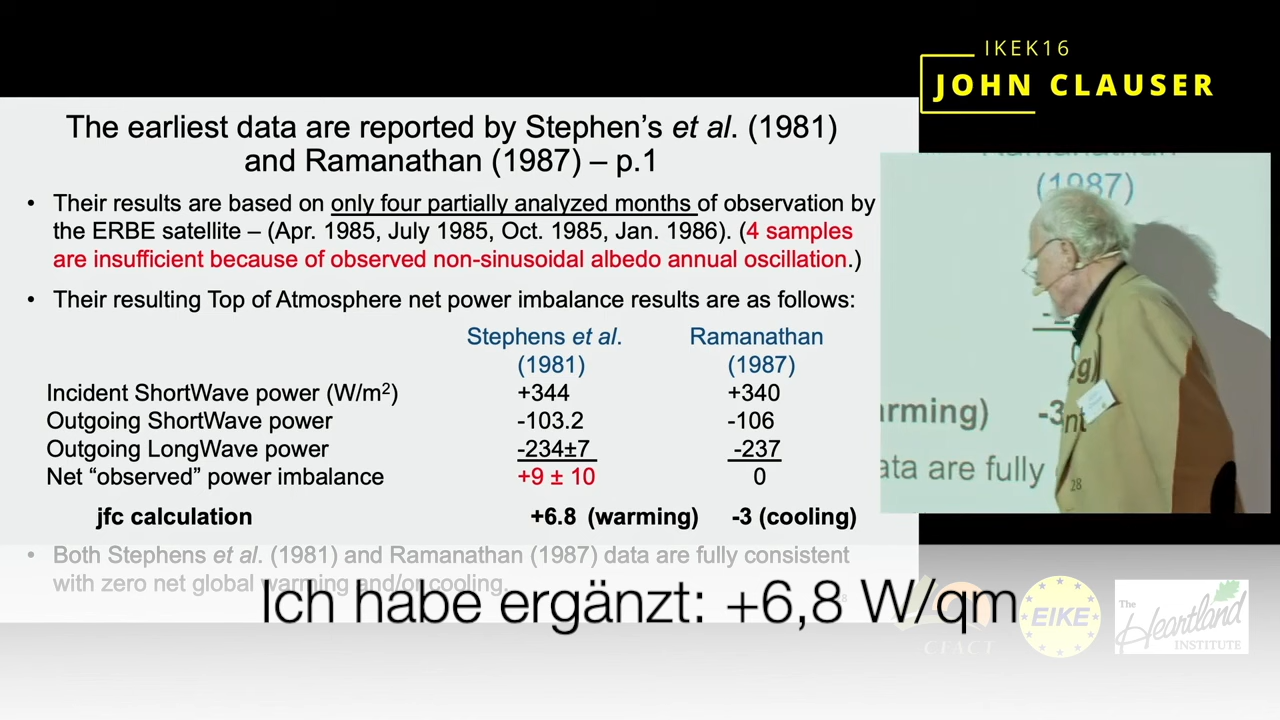 IKEK16
JOHN CLAUSER
The earliest data are reported by Stephen's et al. (1981)
and Ramanathan (1987) – p.1
• Their results are based on only four partially analyzed months of observation by
the ERBE satellite – (Apr. 1985, July 1985, Oct. 1985, Jan. 1986). (4 samples
are insufficient because of observed non-sinusoidal albedo annual oscillation.)
• Their resulting Top of Atmosphere net power imbalance results are as follows:
Stephens et al. Ramanathan
(1981) (1987)
Incident ShortWave power (W/m²) +344 +340
Outgoing ShortWave power -103.2 -106
Outgoing LongWave power -234±7 -237
Net “observed” power imbalance +9 ± 10 0
jfc calculation +6.8 (warming) -3 (cooling)
• Both Stephens et al. (1981) and Ramanathan (1987) data are fully consistent
with zero net global warming and/or cooling.
Ramanathan
(1987)
arming) -3
ata are fully
28
Ich habe ergänzt: +6,8 W/qm
CFACT
EIKE
The
Heartland
INSTITUTE